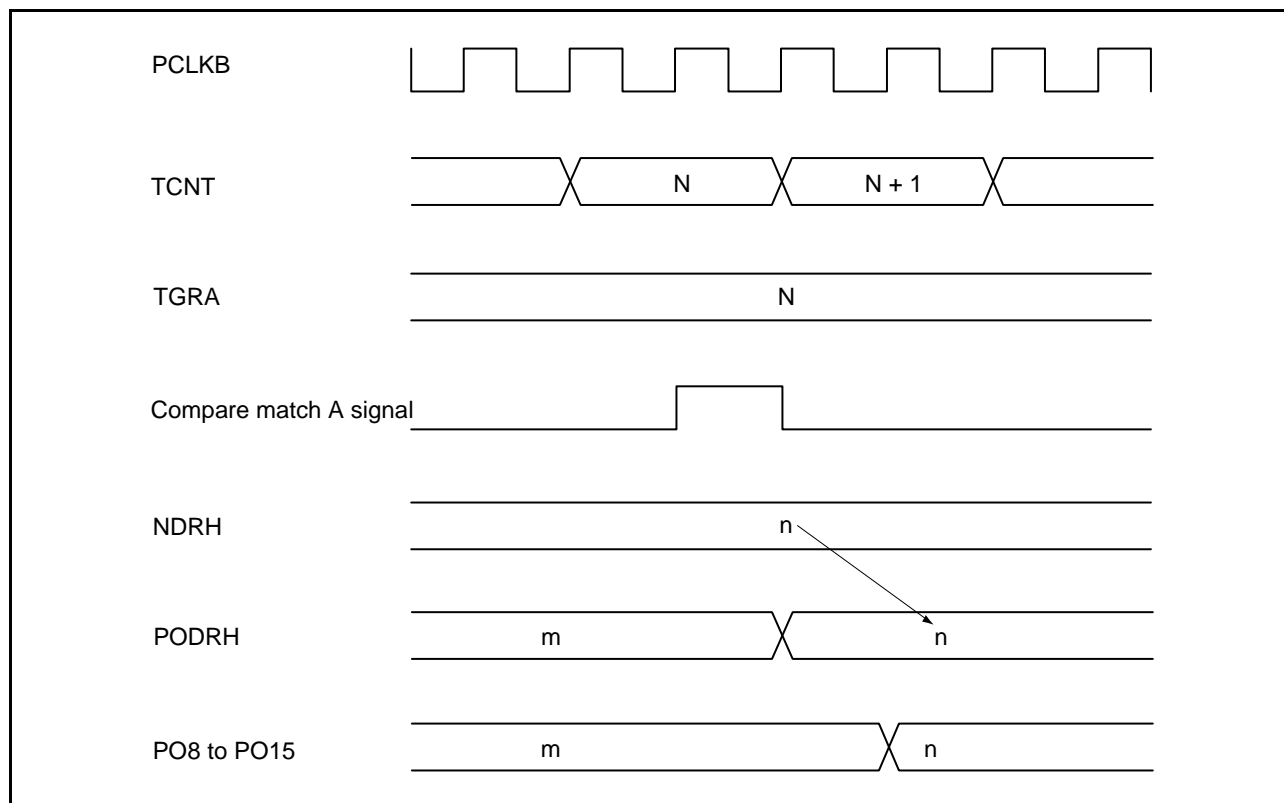 PCLKB
TCNT N N + 1
TGRA N
Compare match A signal
NDRH n
PODRH m n
PO8 to PO15 m n